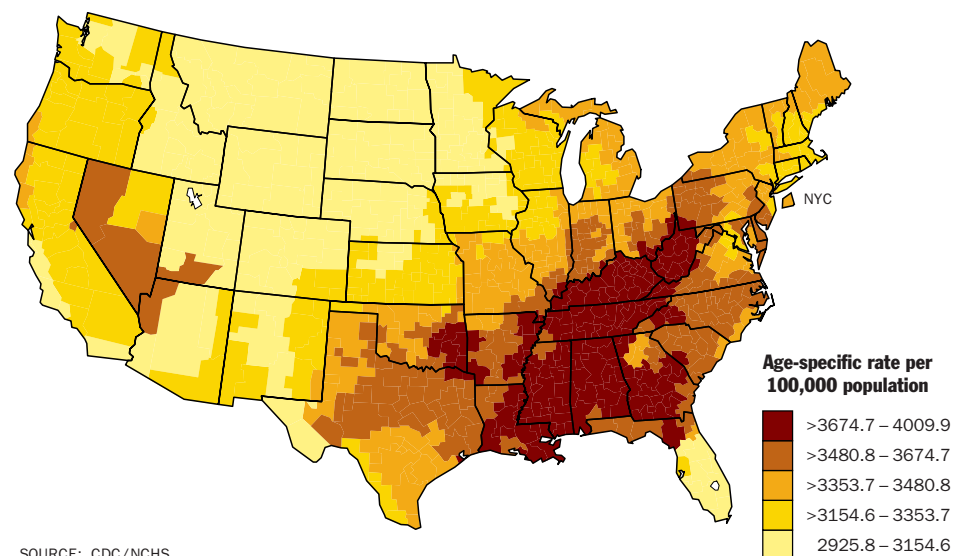 NYC
Age-specific rate per
100,000 population
>3674.7 – 4009.9
>3480.8 – 3674.7
>3353.7 – 3480.8
>3154.6 – 3353.7
2925.8 – 3154.6
SOURCE: CDC/NCHS